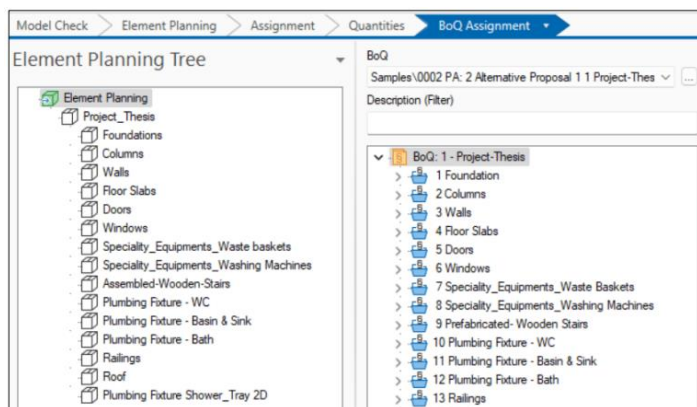 Model Check
Element Planning
Assignment
Quantities
BoQ Assignment
Element Planning Tree
Element Planning
Project_Thesis
Foundations
Columns
Walls
Floor Slabs
Doors
Windows
Speciality_Equipments_Waste baskets
Speciality_Equipments_Washing Machines
Assembled-Wooden-Stairs
Plumbing Fixture - WC
Plumbing Fixture - Basin & Sink
Plumbing Fixture - Bath
Railings
Roof
Plumbing Fixture Shower_Tray 2D
BoQ
Samples\0002 PA: 2 Alternative Proposal 1 1 Project-Thes
...
Description (Filter)
BoQ: 1 - Project-Thesis
1 Foundation
2 Columns
3 Walls
4 Floor Slabs
5 Doors
6 Windows
7 Speciality_Equipments_Waste Baskets
8 Speciality_Equipments_Washing Machines
9 Prefabricated- Wooden Stairs
10 Plumbing Fixture - WC
11 Plumbing Fixture - Basin & Sink
12 Plumbing Fixture - Bath
13 Railings